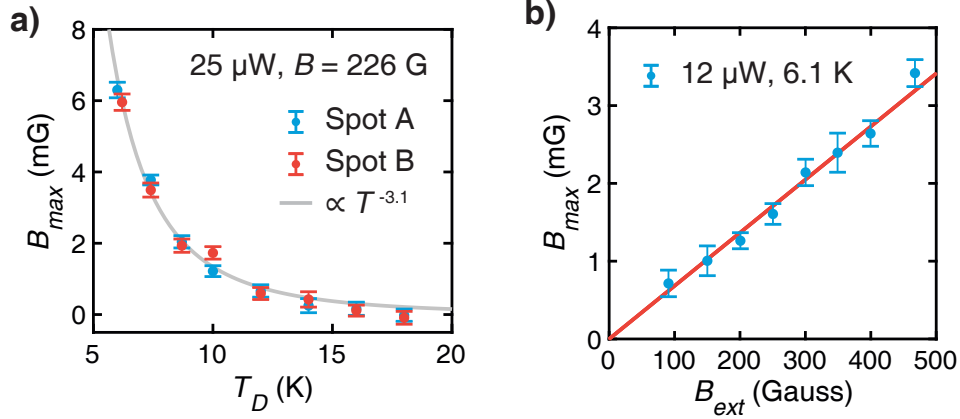 a)
8
6
4
2
0
B_max (mG)
25 µW, B = 226 G
Spot A
Spot B
∝ T^-3.1
5 10 15 20
T_D (K)
b)
4
3
2
1
0
B_max (mG)
12 µW, 6.1 K
0 100 200 300 400 500
B_ext (Gauss)